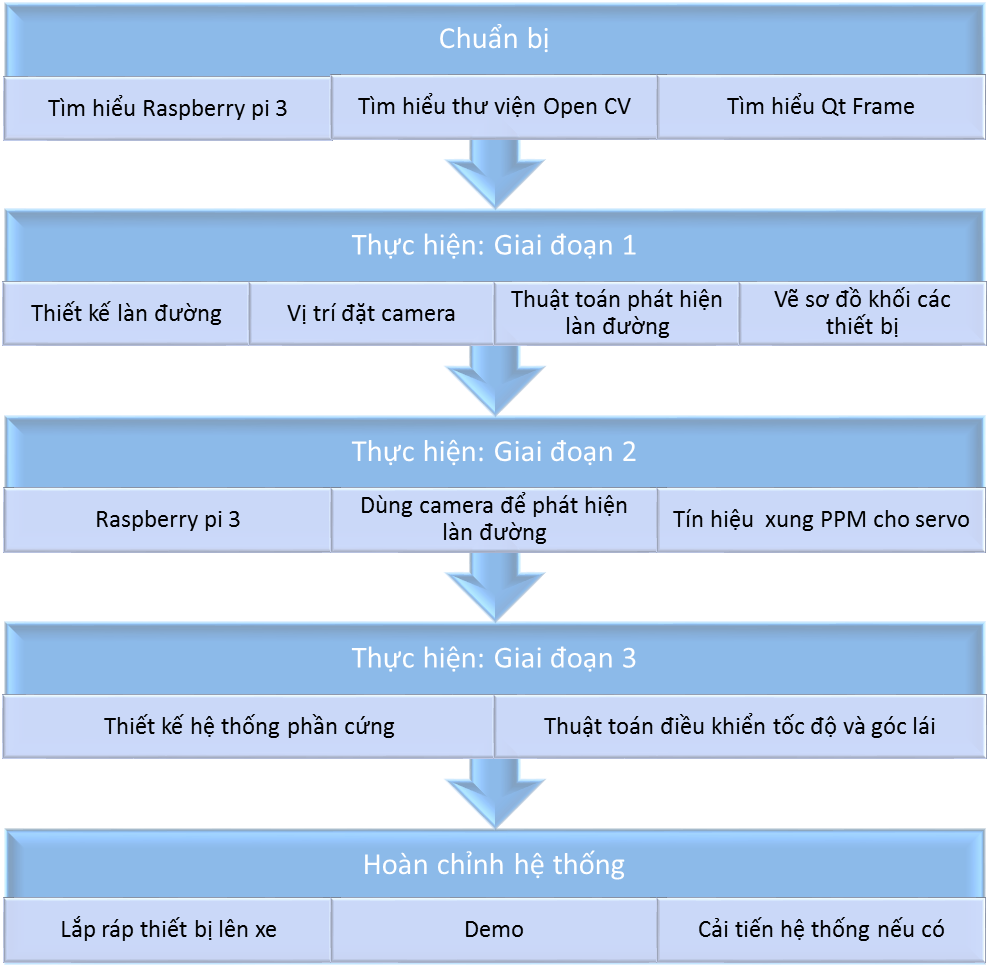 Chuẩn bị
Tìm hiểu Raspberry pi 3
Tìm hiểu thư viện Open CV
Tìm hiểu Qt Frame
Thực hiện: Giai đoạn 1
Thiết kế làn đường
Vị trí đặt camera
Thuật toán phát hiện
làn đường
Vẽ sơ đồ khối các
thiết bị
Thực hiện: Giai đoạn 2
Raspberry pi 3
Dùng camera để phát hiện
làn đường
Tín hiệu xung PPM cho servo
Thực hiện: Giai đoạn 3
Thiết kế hệ thống phần cứng
Thuật toán điều khiển tốc độ và góc lái
Hoàn chỉnh hệ thống
Lắp ráp thiết bị lên xe
Demo
Cải tiến hệ thống nếu có